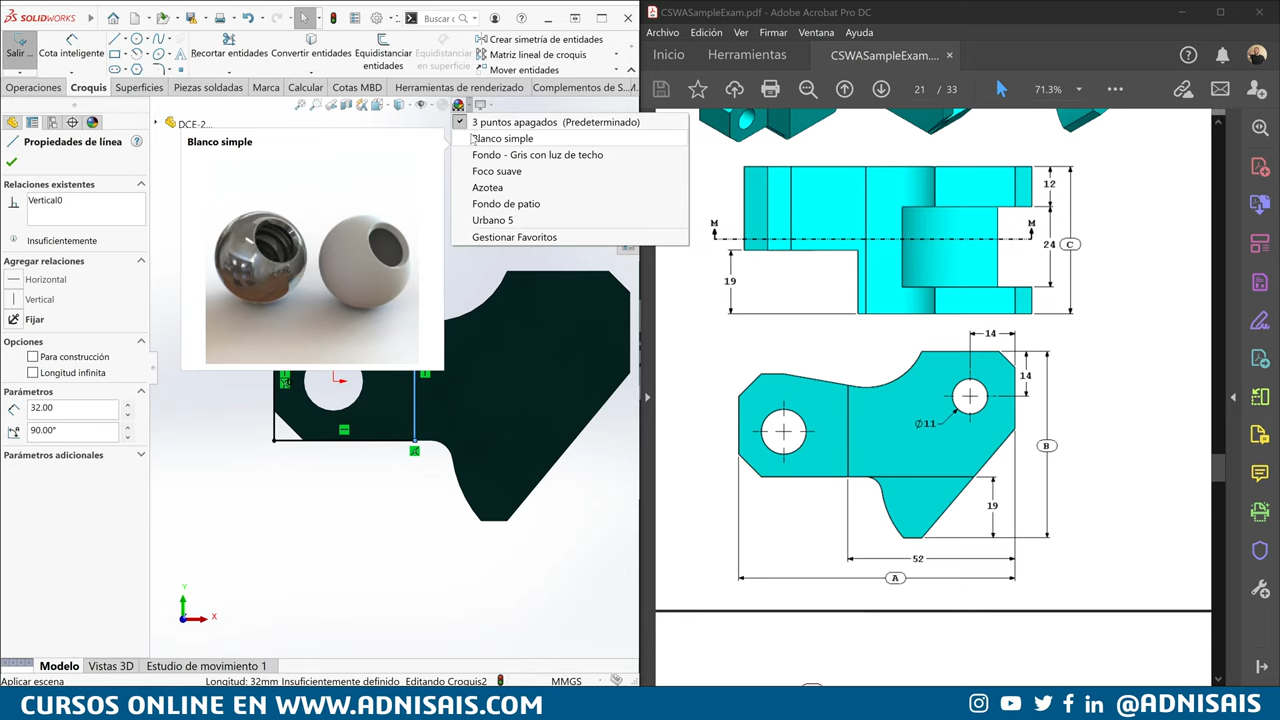 SOLIDWORKS
Buscar c
CSWASampleExam.pdf - Adobe Acrobat Pro DC
Archivo Edición Ver Firmar Ventana Ayuda
Inicio Herramientas CSWASampleExam.... ×
21 / 33 71.3%
Salir ...
Cota inteligente
Recortar entidades
Convertir entidades
Equidistanciar entidades
Equidistanciar en superficie
Crear simetría de entidades
Matriz lineal de croquis
Mover entidades
Operaciones Croquis Superficies Piezas soldadas Marca Calcular Cotas MBD Herramientas de renderizado Complementos de S...
DCE-2...
Propiedades de línea
Relaciones existentes
Vertical0
Insuficientemente
Agregar relaciones
Horizontal
Vertical
Fijar
Opciones
Para construcción
Longitud infinita
Parámetros
32.00
90.00°
Parámetros adicionales
Blanco simple
3 puntos apagados (Predeterminado)
Blanco simple
Fondo - Gris con luz de techo
Foco suave
Azotea
Fondo de patio
Urbano 5
Gestionar Favoritos
Y
X
12
M
M
24
C
19
14
14
Ø11
B
19
52
A
Modelo Vistas 3D Estudio de movimiento 1
Aplicar escena Longitud: 32mm Insuficientemente definido Editando Croquis2 MMGS
CURSOS ONLINE EN WWW.ADNISAIS.COM
@ADNISAIS